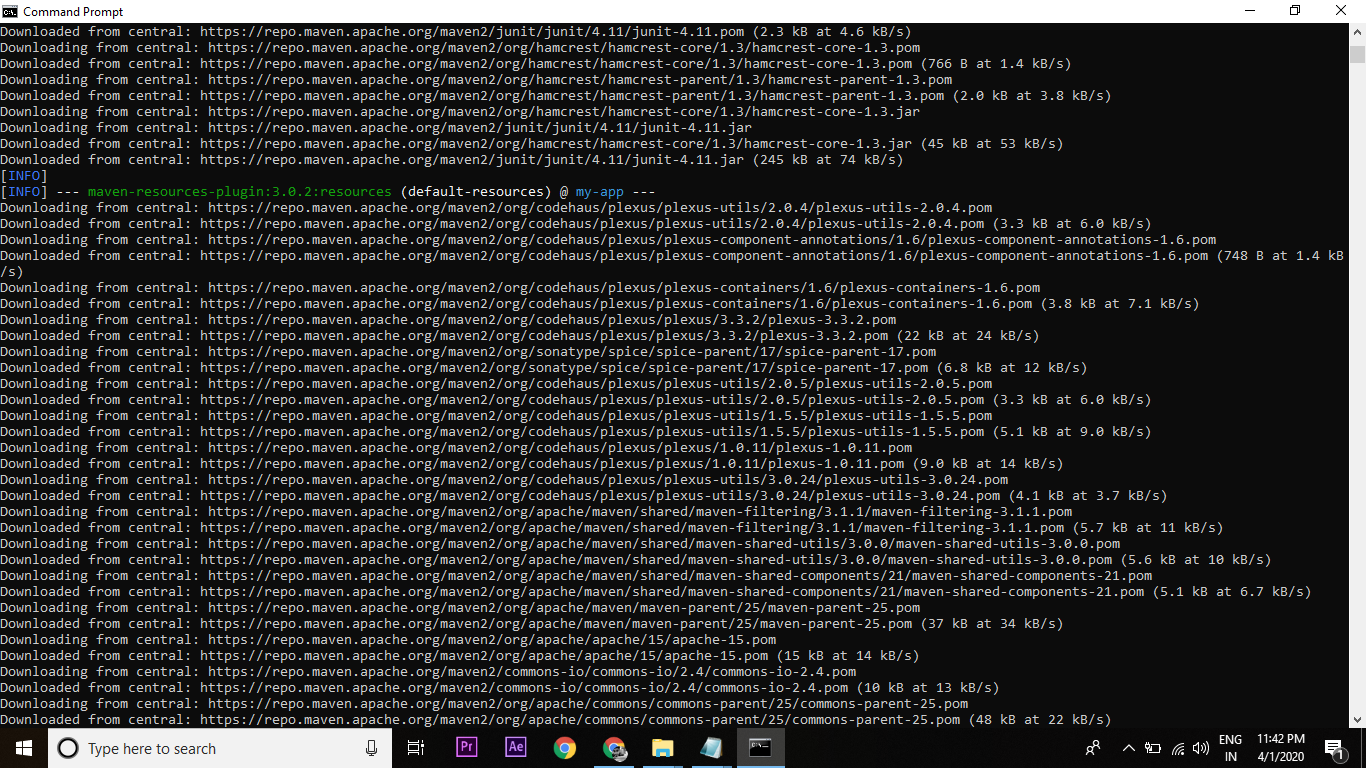 Command Prompt
Downloaded from central: https://repo.maven.apache.org/maven2/junit/junit/4.11/junit-4.11.pom (2.3 kB at 4.6 kB/s)
Downloading from central: https://repo.maven.apache.org/maven2/org/hamcrest/hamcrest-core/1.3/hamcrest-core-1.3.pom
Downloaded from central: https://repo.maven.apache.org/maven2/org/hamcrest/hamcrest-core/1.3/hamcrest-core-1.3.pom (766 B at 1.4 kB/s)
Downloading from central: https://repo.maven.apache.org/maven2/org/hamcrest/hamcrest-parent/1.3/hamcrest-parent-1.3.pom
Downloaded from central: https://repo.maven.apache.org/maven2/org/hamcrest/hamcrest-parent/1.3/hamcrest-parent-1.3.pom (2.0 kB at 3.8 kB/s)
Downloading from central: https://repo.maven.apache.org/maven2/org/hamcrest/hamcrest-core/1.3/hamcrest-core-1.3.jar
Downloading from central: https://repo.maven.apache.org/maven2/junit/junit/4.11/junit-4.11.jar
Downloaded from central: https://repo.maven.apache.org/maven2/org/hamcrest/hamcrest-core/1.3/hamcrest-core-1.3.jar (45 kB at 53 kB/s)
Downloaded from central: https://repo.maven.apache.org/maven2/junit/junit/4.11/junit-4.11.jar (245 kB at 74 kB/s)
[INFO]
[INFO] --- maven-resources-plugin:3.0.2:resources (default-resources) @ my-app ---
Downloading from central: https://repo.maven.apache.org/maven2/org/codehaus/plexus/plexus-utils/2.0.4/plexus-utils-2.0.4.pom
Downloaded from central: https://repo.maven.apache.org/maven2/org/codehaus/plexus/plexus-utils/2.0.4/plexus-utils-2.0.4.pom (3.3 kB at 6.0 kB/s)
Downloading from central: https://repo.maven.apache.org/maven2/org/codehaus/plexus/plexus-component-annotations/1.6/plexus-component-annotations-1.6.pom
Downloaded from central: https://repo.maven.apache.org/maven2/org/codehaus/plexus/plexus-component-annotations/1.6/plexus-component-annotations-1.6.pom (748 B at 1.4 kB
/s)
Downloading from central: https://repo.maven.apache.org/maven2/org/codehaus/plexus/plexus-containers/1.6/plexus-containers-1.6.pom
Downloaded from central: https://repo.maven.apache.org/maven2/org/codehaus/plexus/plexus-containers/1.6/plexus-containers-1.6.pom (3.8 kB at 7.1 kB/s)
Downloading from central: https://repo.maven.apache.org/maven2/org/codehaus/plexus/plexus/3.3.2/plexus-3.3.2.pom
Downloaded from central: https://repo.maven.apache.org/maven2/org/codehaus/plexus/plexus/3.3.2/plexus-3.3.2.pom (22 kB at 24 kB/s)
Downloading from central: https://repo.maven.apache.org/maven2/org/sonatype/spice/spice-parent/17/spice-parent-17.pom
Downloaded from central: https://repo.maven.apache.org/maven2/org/sonatype/spice/spice-parent/17/spice-parent-17.pom (6.8 kB at 12 kB/s)
Downloading from central: https://repo.maven.apache.org/maven2/org/codehaus/plexus/plexus-utils/2.0.5/plexus-utils-2.0.5.pom
Downloaded from central: https://repo.maven.apache.org/maven2/org/codehaus/plexus/plexus-utils/2.0.5/plexus-utils-2.0.5.pom (3.3 kB at 6.0 kB/s)
Downloading from central: https://repo.maven.apache.org/maven2/org/codehaus/plexus/plexus-utils/1.5.5/plexus-utils-1.5.5.pom
Downloaded from central: https://repo.maven.apache.org/maven2/org/codehaus/plexus/plexus-utils/1.5.5/plexus-utils-1.5.5.pom (5.1 kB at 9.0 kB/s)
Downloading from central: https://repo.maven.apache.org/maven2/org/codehaus/plexus/plexus/1.0.11/plexus-1.0.11.pom
Downloaded from central: https://repo.maven.apache.org/maven2/org/codehaus/plexus/plexus/1.0.11/plexus-1.0.11.pom (9.0 kB at 14 kB/s)
Downloading from central: https://repo.maven.apache.org/maven2/org/codehaus/plexus/plexus-utils/3.0.24/plexus-utils-3.0.24.pom
Downloaded from central: https://repo.maven.apache.org/maven2/org/codehaus/plexus/plexus-utils/3.0.24/plexus-utils-3.0.24.pom (4.1 kB at 3.7 kB/s)
Downloading from central: https://repo.maven.apache.org/maven2/org/apache/maven/shared/maven-filtering/3.1.1/maven-filtering-3.1.1.pom
Downloaded from central: https://repo.maven.apache.org/maven2/org/apache/maven/shared/maven-filtering/3.1.1/maven-filtering-3.1.1.pom (5.7 kB at 11 kB/s)
Downloading from central: https://repo.maven.apache.org/maven2/org/apache/maven/shared/maven-shared-utils/3.0.0/maven-shared-utils-3.0.0.pom
Downloaded from central: https://repo.maven.apache.org/maven2/org/apache/maven/shared/maven-shared-utils/3.0.0/maven-shared-utils-3.0.0.pom (5.6 kB at 10 kB/s)
Downloading from central: https://repo.maven.apache.org/maven2/org/apache/maven/shared/maven-shared-components/21/maven-shared-components-21.pom
Downloaded from central: https://repo.maven.apache.org/maven2/org/apache/maven/shared/maven-shared-components/21/maven-shared-components-21.pom (5.1 kB at 6.7 kB/s)
Downloading from central: https://repo.maven.apache.org/maven2/org/apache/maven/maven-parent/25/maven-parent-25.pom
Downloaded from central: https://repo.maven.apache.org/maven2/org/apache/maven/maven-parent/25/maven-parent-25.pom (37 kB at 34 kB/s)
Downloading from central: https://repo.maven.apache.org/maven2/org/apache/apache/15/apache-15.pom
Downloaded from central: https://repo.maven.apache.org/maven2/org/apache/apache/15/apache-15.pom (15 kB at 14 kB/s)
Downloading from central: https://repo.maven.apache.org/maven2/commons-io/commons-io/2.4/commons-io-2.4.pom
Downloaded from central: https://repo.maven.apache.org/maven2/commons-io/commons-io/2.4/commons-io-2.4.pom (10 kB at 13 kB/s)
Downloading from central: https://repo.maven.apache.org/maven2/org/apache/commons/commons-parent/25/commons-parent-25.pom
Downloaded from central: https://repo.maven.apache.org/maven2/org/apache/commons/commons-parent/25/commons-parent-25.pom (48 kB at 22 kB/s)
Type here to search
Pr
Ae
ENG
IN
11:42 PM
4/1/2020
1